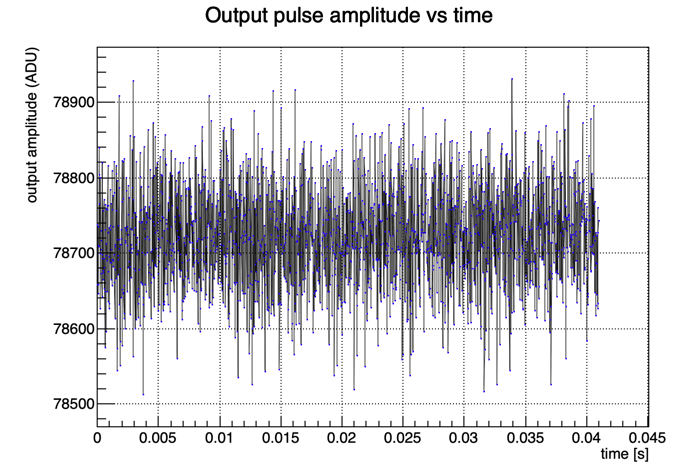 Output pulse amplitude vs time
output amplitude (ADU)
78900
78800
78700
78600
78500
0 0.005 0.01 0.015 0.02 0.025 0.03 0.035 0.04 0.045
time [s]